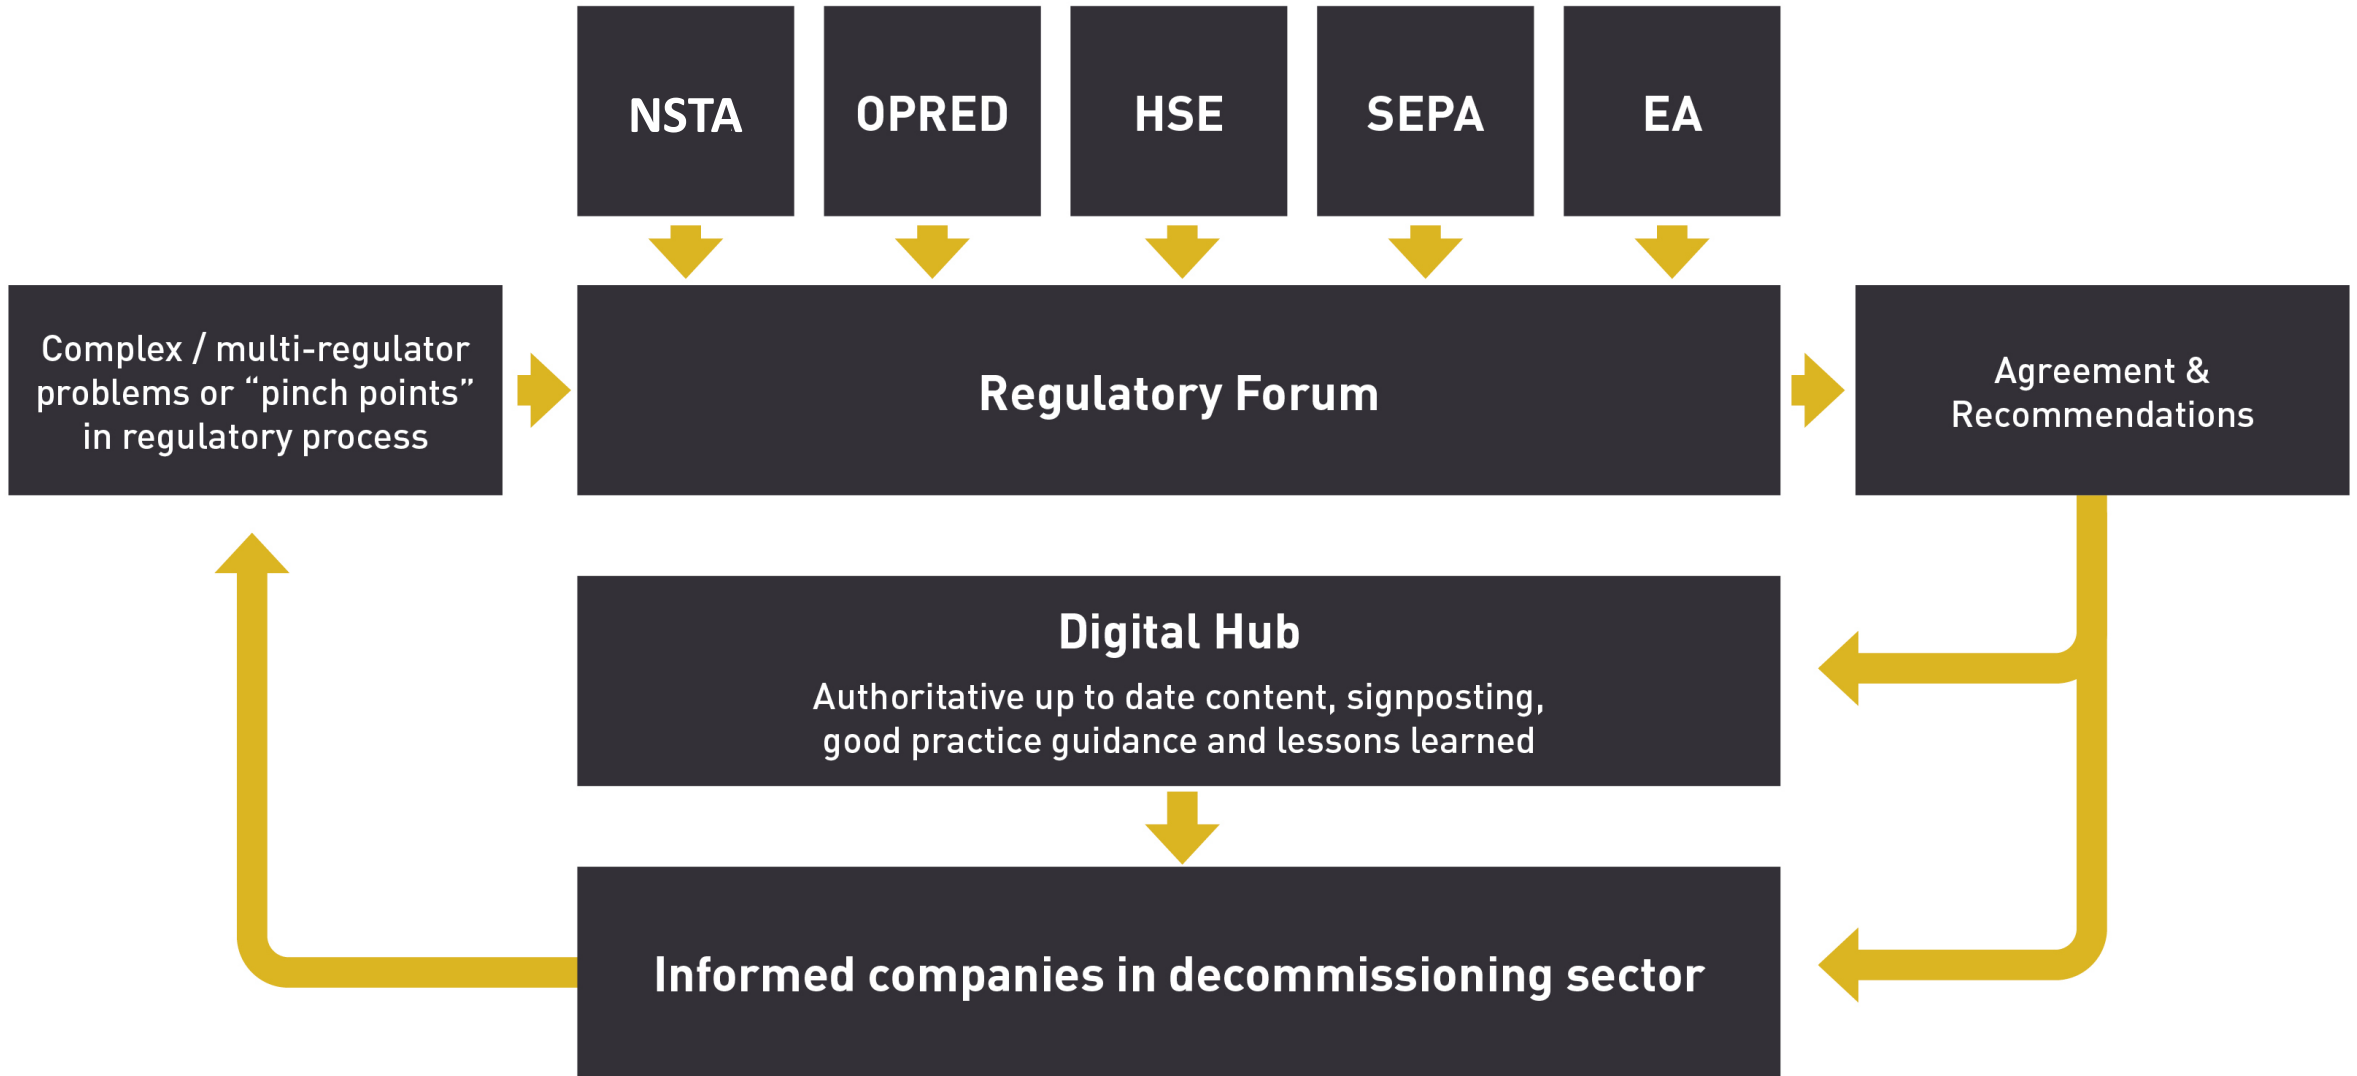 NSTA
OPRED
HSE
SEPA
EA
Complex / multi-regulator
problems or “pinch points”
in regulatory process
Regulatory Forum
Agreement &
Recommendations
Digital Hub
Authoritative up to date content, signposting,
good practice guidance and lessons learned
Informed companies in decommissioning sector